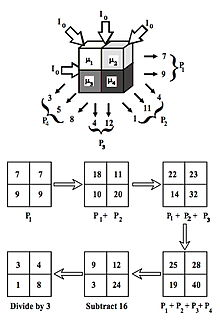 I₀ I₀ I₀
μ₁ μ₂
I₀
μ₃ μ₄
7
9
P₁
3
5
8
P₄
4 12
P₃
4
11
1
P₂
7 7
9 9
P₁
18 11
10 20
P₁ + P₂
22 23
14 32
P₁ + P₂ + P₃
3 4
1 8
Divide by 3
9 12
3 24
Subtract 16
25 28
19 40
P₁ + P₂ + P₃ + P₄